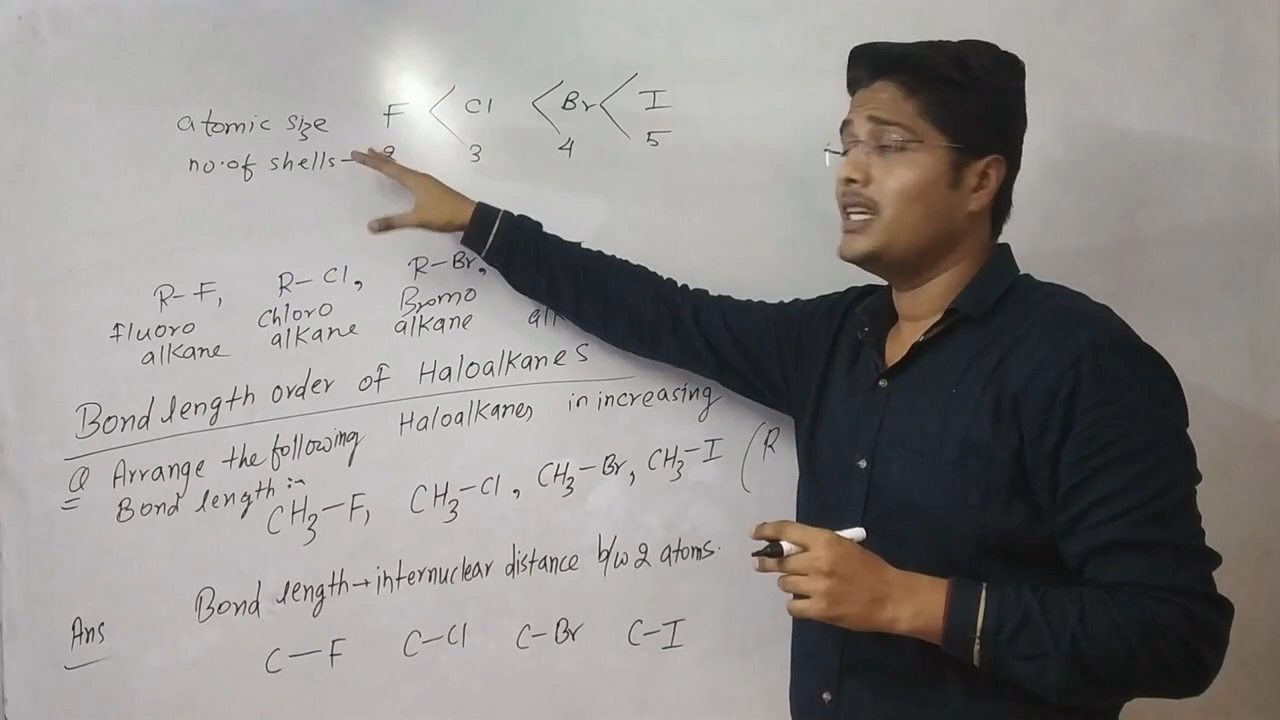 atomic size F < Cl < Br < I
no. of shells – 2 3 4 5
R–F, R–Cl, R–Br,
Fluoro alkane Chloro alkane Bromo alkane
Bond length order of Haloalkanes
Q Arrange the following Haloalkanes in increasing
Bond length :-
CH3–F, CH3–Cl, CH3–Br, CH3–I (R
Bond length → internuclear distance b/w 2 atoms.
Ans
C–F C–Cl C–Br C–I